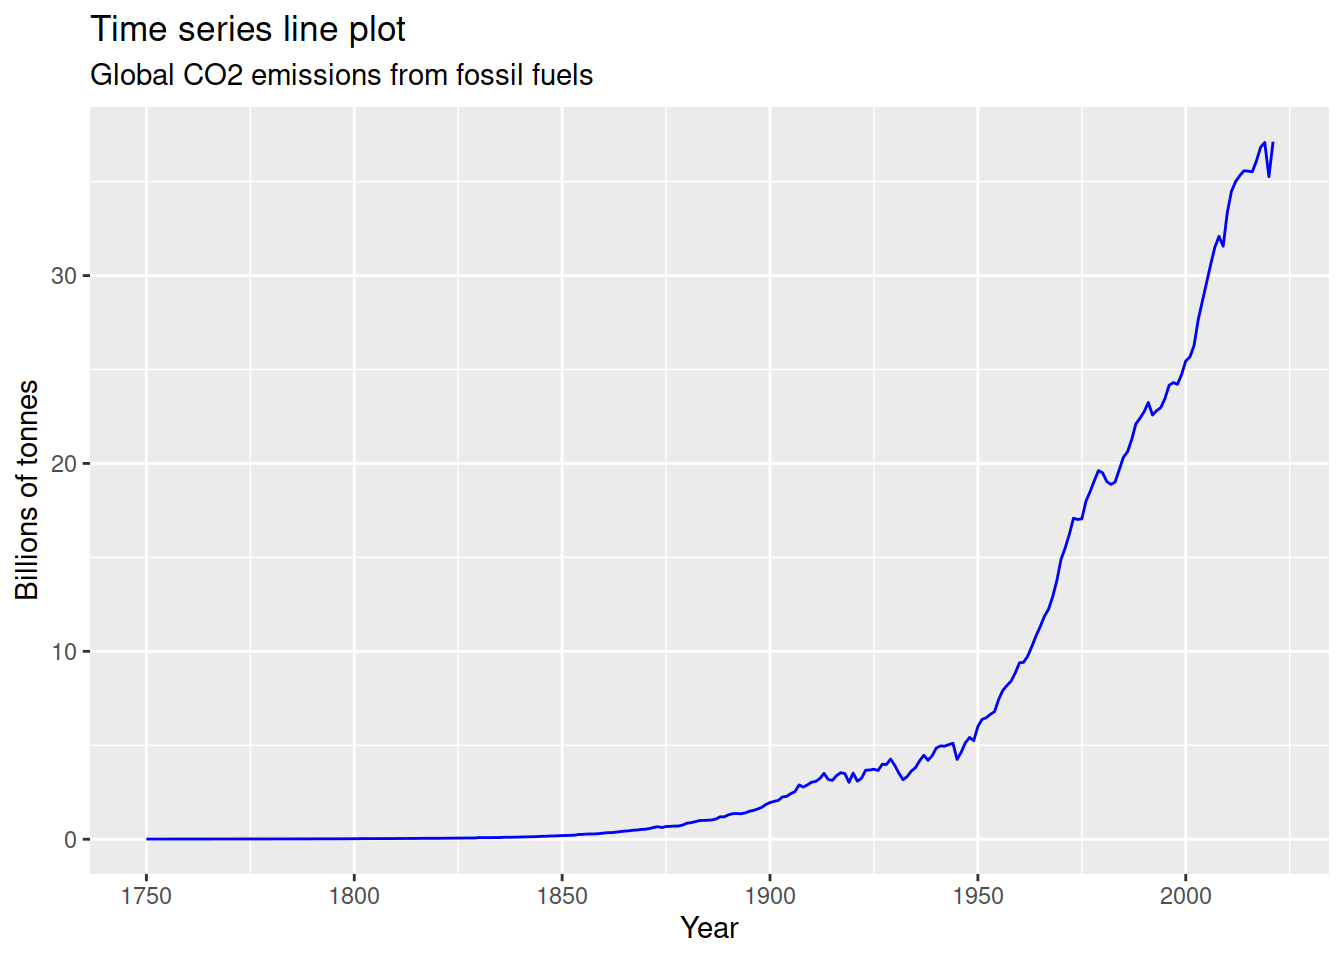 Time series line plot
Global CO2 emissions from fossil fuels
Billions of tonnes
30
20
10
0
1750 1800 1850 1900 1950 2000
Year